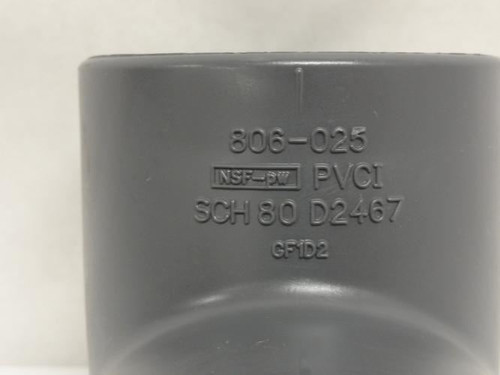 806-025
NSF-PW PVCI
SCH 80 D2467
GF1D2